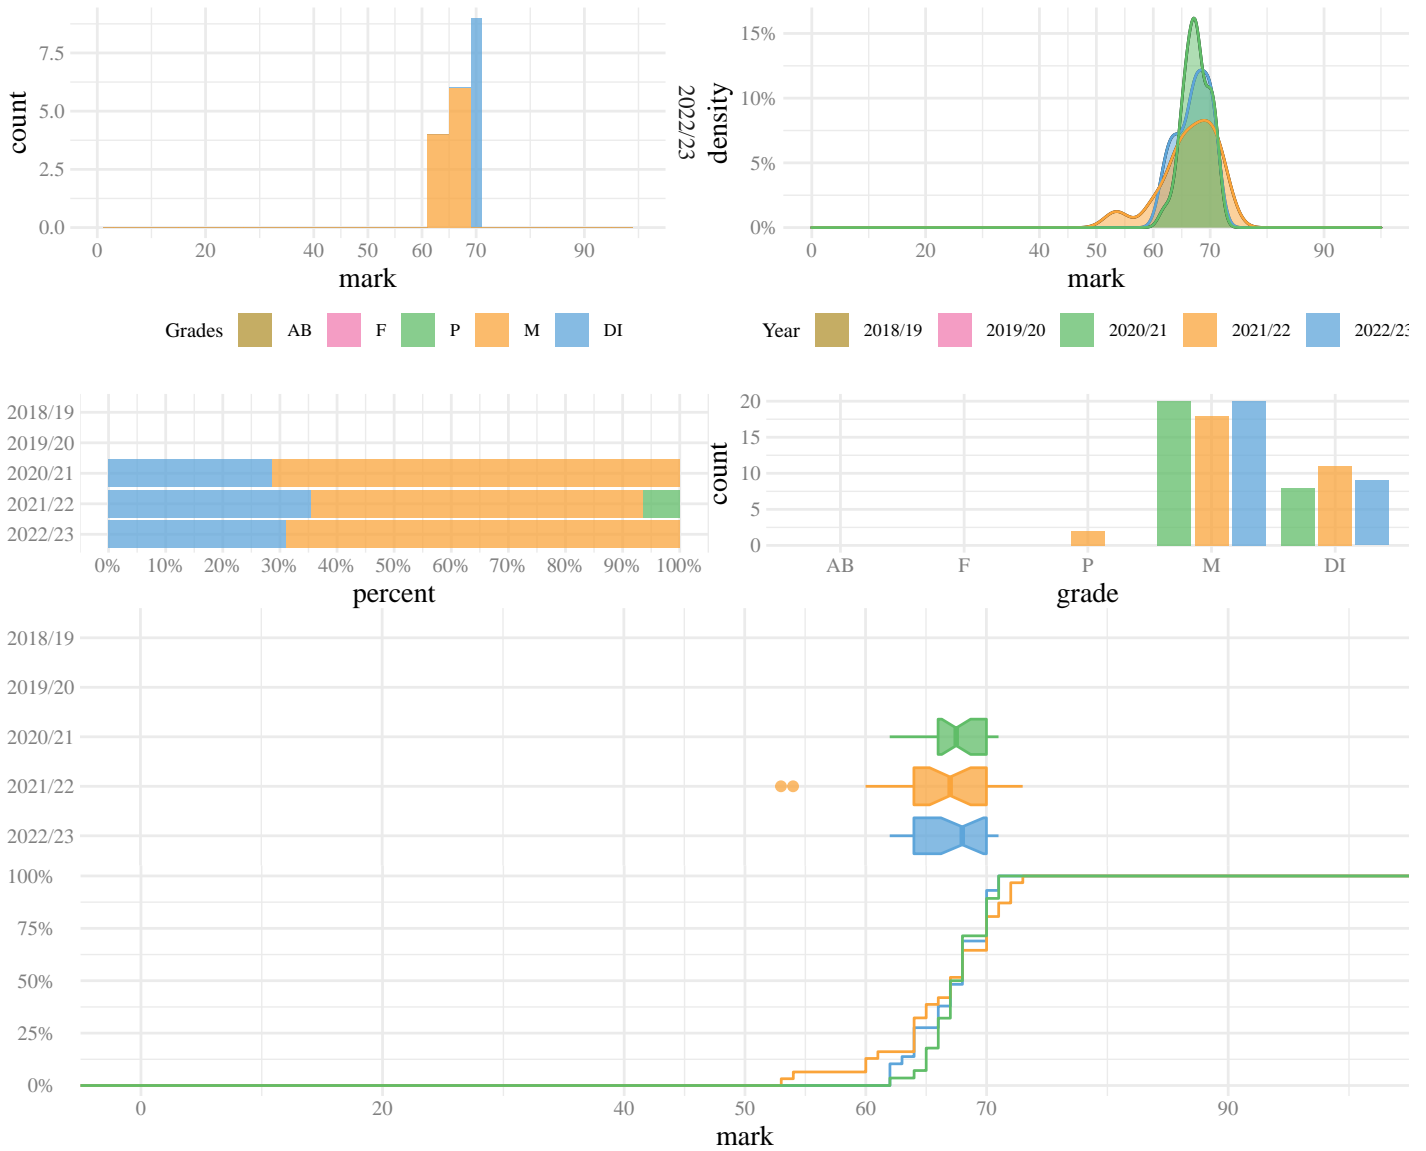 7.5
5.0
2.5
0.0
count
0 20 40 50 60 70 90
mark
2022/23
15%
10%
5%
0%
density
0 20 40 50 60 70 90
mark
Grades AB F P M DI
Year 2018/19 2019/20 2020/21 2021/22 2022/23
2018/19
2019/20
2020/21
2021/22
2022/23
0% 10% 20% 30% 40% 50% 60% 70% 80% 90% 100%
percent
20
15
10
5
0
count
AB F P M DI
grade
2018/19
2019/20
2020/21
2021/22
2022/23
100%
75%
50%
25%
0%
0 20 40 50 60 70 90
mark